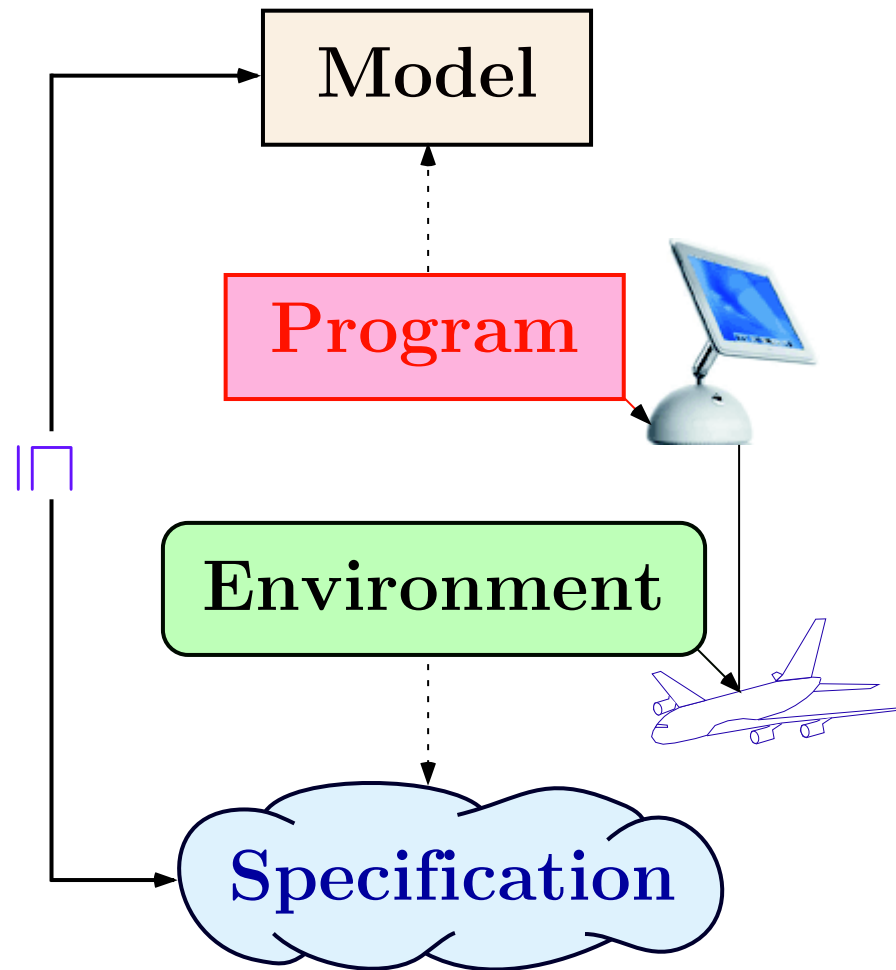 Model
Program
⊑
Environment
Specification